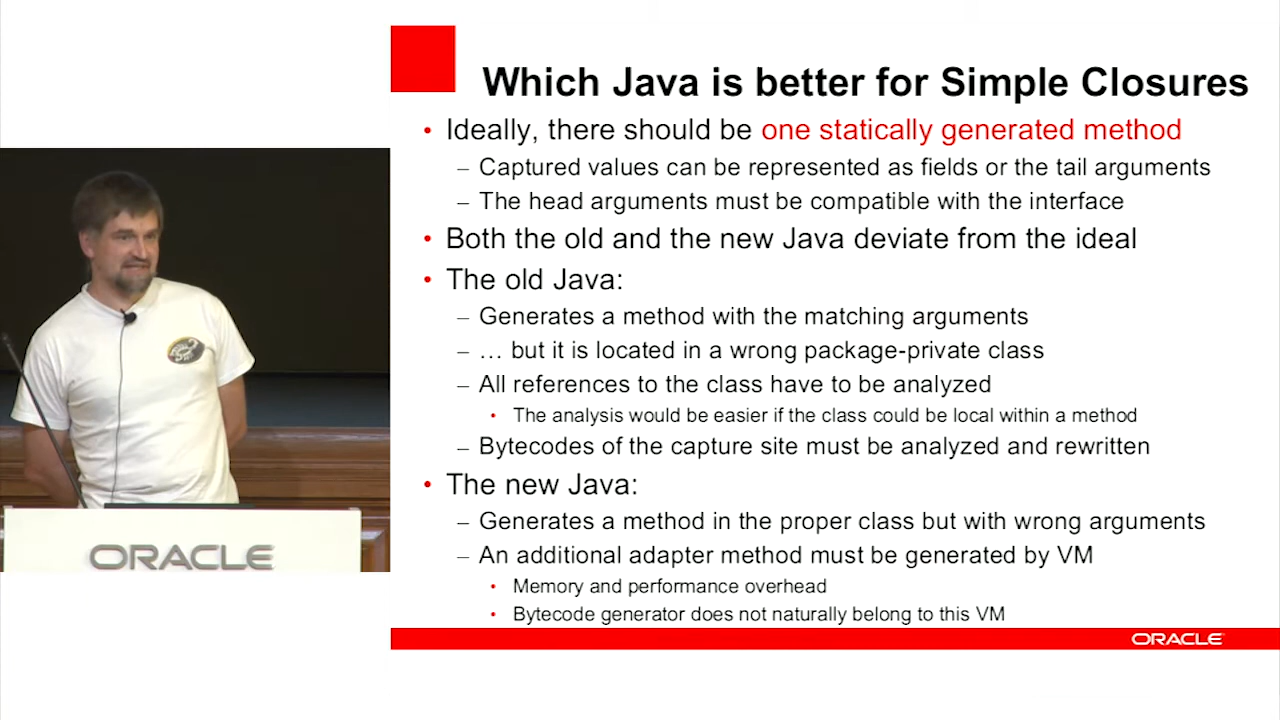 Which Java is better for Simple Closures
• Ideally, there should be one statically generated method
– Captured values can be represented as fields or the tail arguments
– The head arguments must be compatible with the interface
• Both the old and the new Java deviate from the ideal
• The old Java:
– Generates a method with the matching arguments
– … but it is located in a wrong package-private class
– All references to the class have to be analyzed
• The analysis would be easier if the class could be local within a method
– Bytecodes of the capture site must be analyzed and rewritten
• The new Java:
– Generates a method in the proper class but with wrong arguments
– An additional adapter method must be generated by VM
• Memory and performance overhead
• Bytecode generator does not naturally belong to this VM
ORACLE
ORACLE